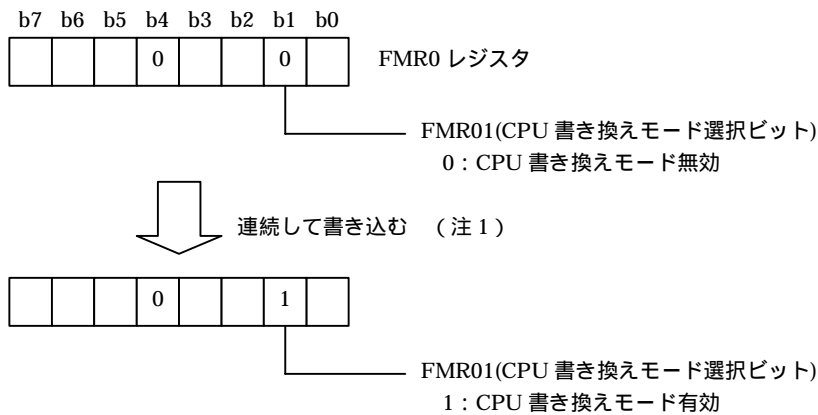 b7 b6 b5 b4 b3 b2 b1 b0
0 0 FMR0 レジスタ
FMR01(CPU 書き換えモード選択ビット)
0：CPU 書き換えモード無効
連続して書き込む （注１）
0 1
FMR01(CPU 書き換えモード選択ビット)
1：CPU 書き換えモード有効